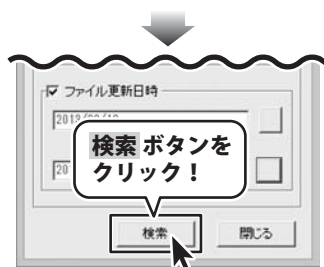 ファイル更新日時
検索 ボタンを
クリック！
検索
閉じる